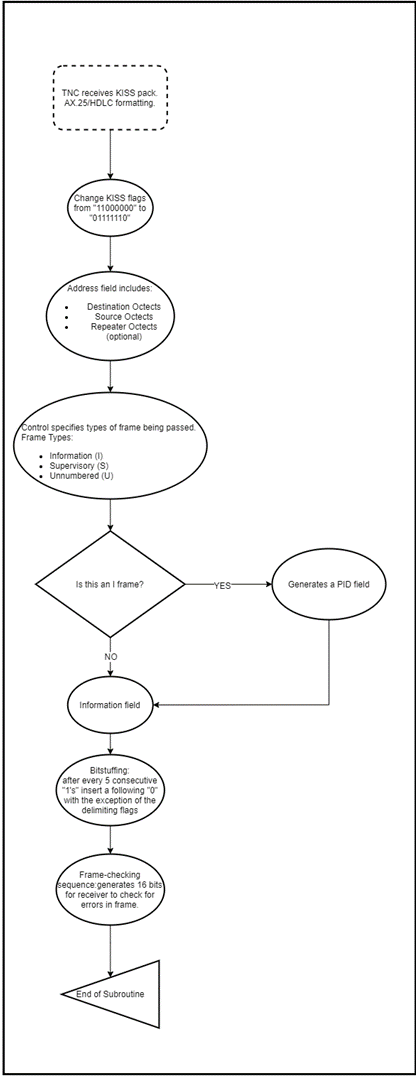 TNC receives KISS pack.
AX.25/HDLC formatting.
Change KISS flags
from "11000000" to
"01111110"
Address field includes:
• Destination Octects
• Source Octects
• Repeater Octects
(optional)
Control specifies types of frame being passed.
Frame Types:
• Information (I)
• Supervisory (S)
• Unnumbered (U)
Is this an I frame?
YES
Generates a PID field
NO
Information field
Bitstuffing:
after every 5 consecutive
"1's" insert a following "0"
with the exception of the
delimiting flags
Frame-checking
sequence:generates 16 bits
for receiver to check for
errors in frame.
End of Subroutine